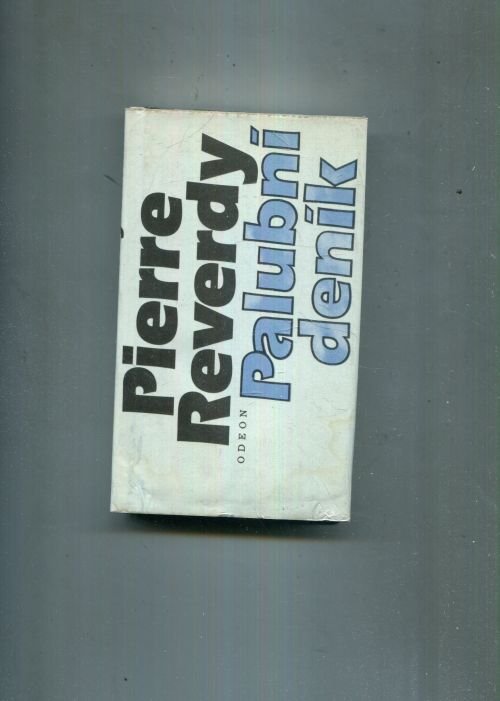 Pierre
Reverdy
ODEON
Palubní
deník